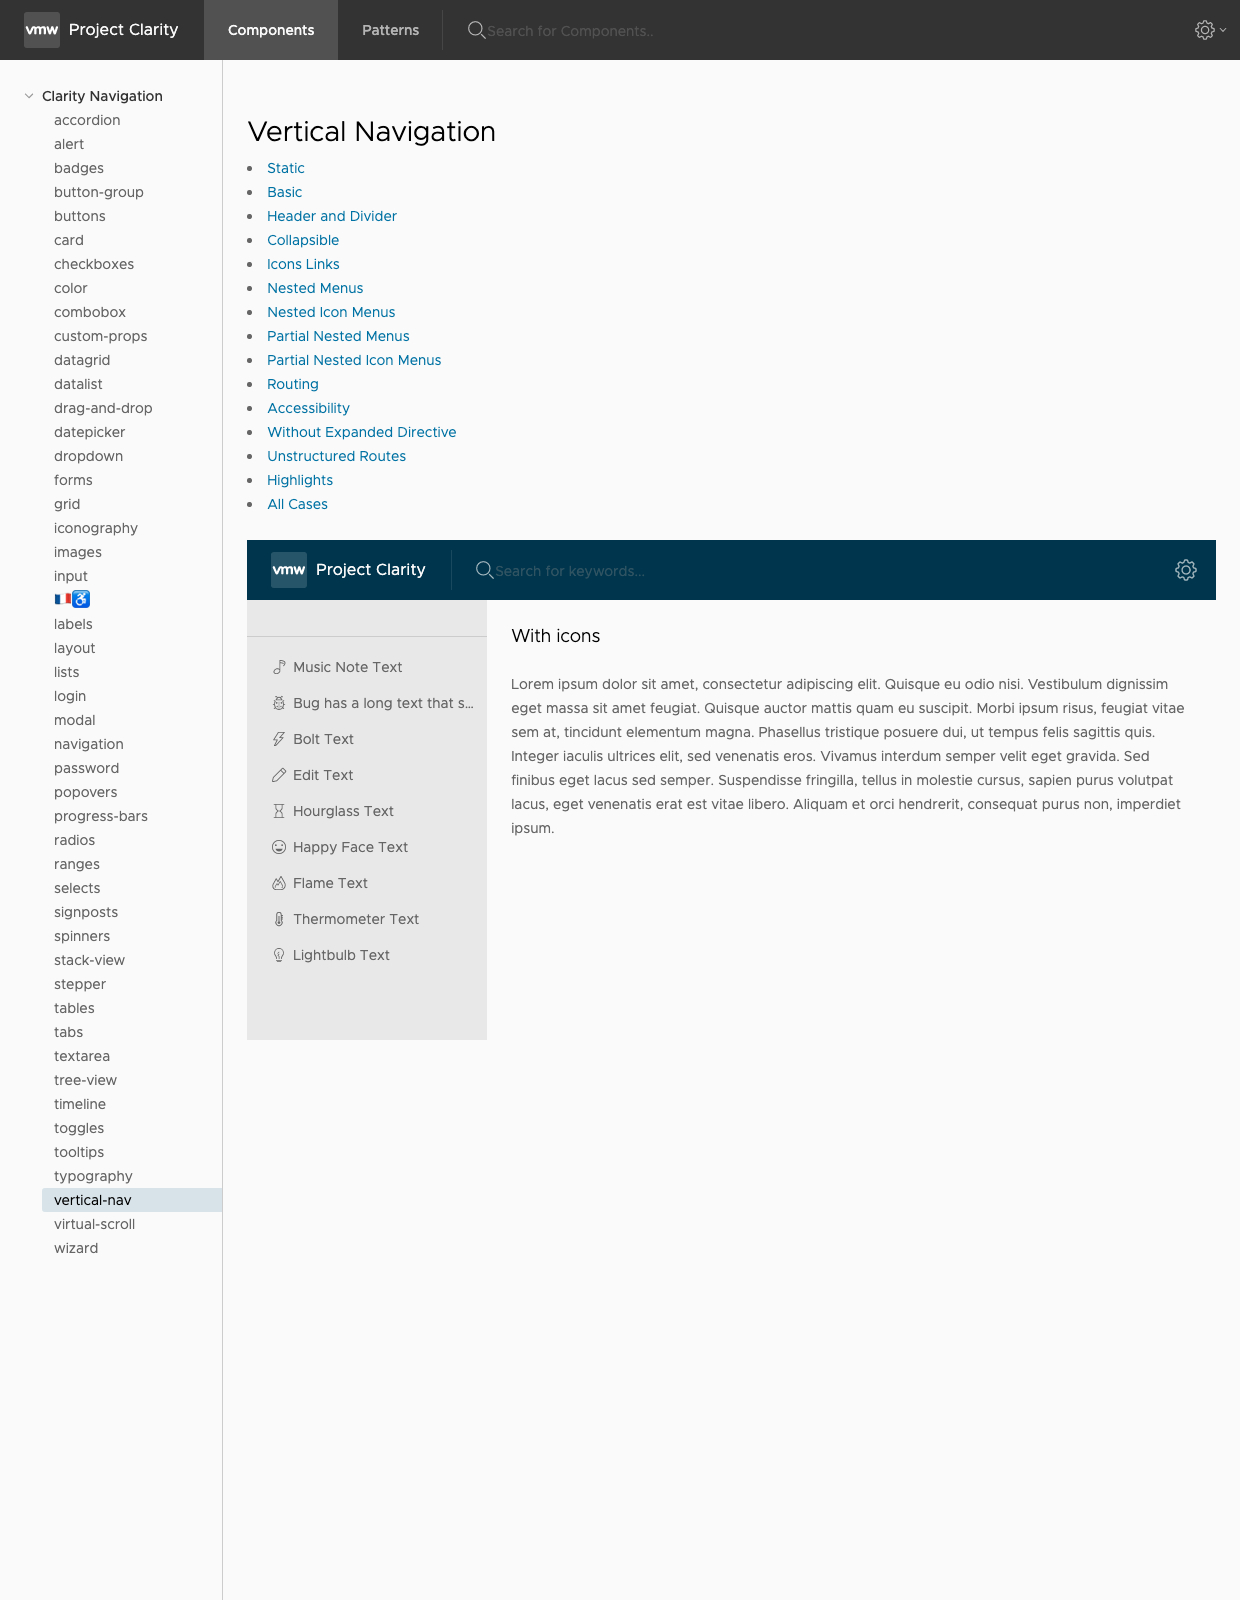 vmw Project Clarity Components Patterns Search for Components..
Clarity Navigation
accordion
alert
badges
button-group
buttons
card
checkboxes
color
combobox
custom-props
datagrid
datalist
drag-and-drop
datepicker
dropdown
forms
grid
iconography
images
input
🇫🇷♿
labels
layout
lists
login
modal
navigation
password
popovers
progress-bars
radios
ranges
selects
signposts
spinners
stack-view
stepper
tables
tabs
textarea
tree-view
timeline
toggles
tooltips
typography
vertical-nav
virtual-scroll
wizard
Vertical Navigation
Static
Basic
Header and Divider
Collapsible
Icons Links
Nested Menus
Nested Icon Menus
Partial Nested Menus
Partial Nested Icon Menus
Routing
Accessibility
Without Expanded Directive
Unstructured Routes
Highlights
All Cases
vmw Project Clarity Search for keywords...
Music Note Text
Bug has a long text that s...
Bolt Text
Edit Text
Hourglass Text
Happy Face Text
Flame Text
Thermometer Text
Lightbulb Text
With icons
Lorem ipsum dolor sit amet, consectetur adipiscing elit. Quisque eu odio nisi. Vestibulum dignissim
eget massa sit amet feugiat. Quisque auctor mattis quam eu suscipit. Morbi ipsum risus, feugiat vitae
sem at, tincidunt elementum magna. Phasellus tristique posuere dui, ut tempus felis sagittis quis.
Integer iaculis ultrices elit, sed venenatis eros. Vivamus interdum semper velit eget gravida. Sed
finibus eget lacus sed semper. Suspendisse fringilla, tellus in molestie cursus, sapien purus volutpat
lacus, eget venenatis erat est vitae libero. Aliquam et orci hendrerit, consequat purus non, imperdiet
ipsum.